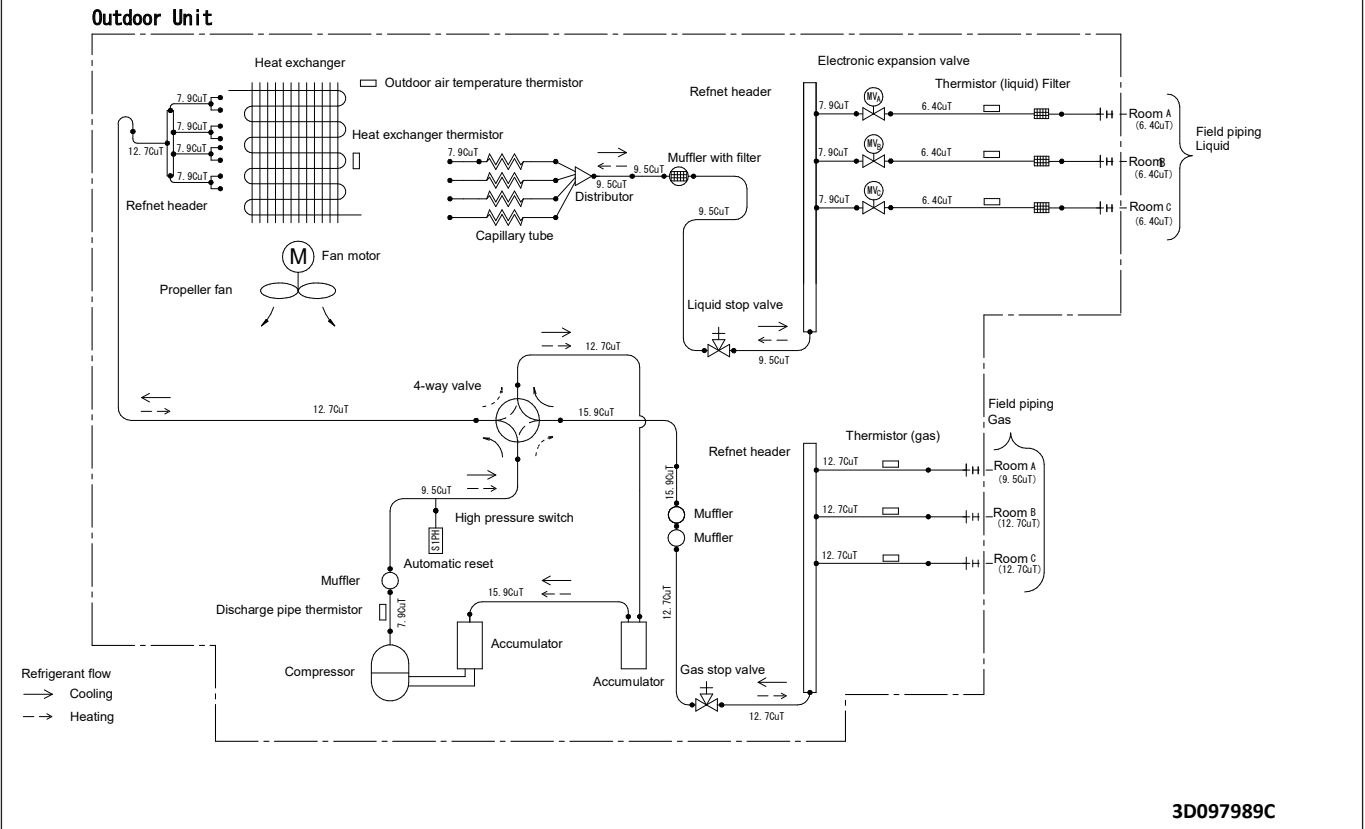 Outdoor Unit
Heat exchanger
Outdoor air temperature thermistor
Heat exchanger thermistor
7.9CuT
7.9CuT
7.9CuT
7.9CuT
12.7CuT
Refnet header
M
Fan motor
Propeller fan
7.9CuT
Capillary tube
Distributor
9.5CuT
9.5CuT
Muffler with filter
9.5CuT
Liquid stop valve
9.5CuT
Refnet header
Electronic expansion valve
Thermistor (liquid) Filter
7.9CuT
MVA
6.4CuT
Room A
(6.4CuT)
7.9CuT
MVB
6.4CuT
Room B
(6.4CuT)
7.9CuT
MVC
6.4CuT
Room C
(6.4CuT)
Field piping
Liquid
12.7CuT
4-way valve
12.7CuT
15.9CuT
15.9CuT
9.5CuT
High pressure switch
S1PH
Automatic reset
Muffler
Muffler
Muffler
Discharge pipe thermistor
7.9CuT
15.9CuT
12.7CuT
Compressor
Accumulator
Accumulator
Gas stop valve
12.7CuT
Refnet header
Thermistor (gas)
Field piping
Gas
12.7CuT
Room A
(9.5CuT)
12.7CuT
Room B
(12.7CuT)
12.7CuT
Room C
(12.7CuT)
Refrigerant flow
Cooling
Heating
3D097989C